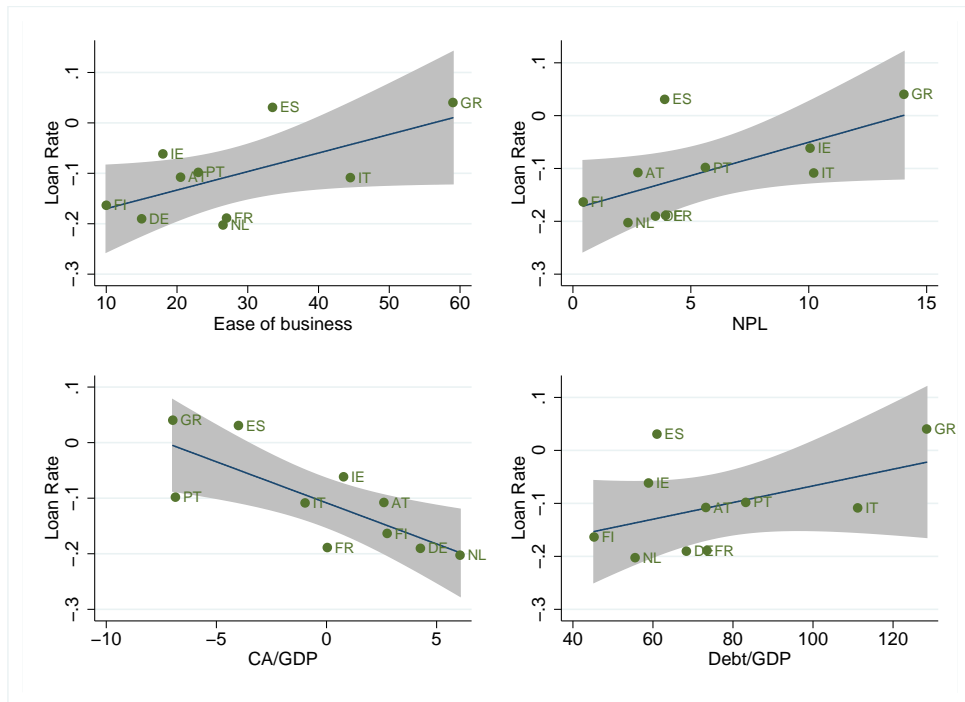 Loan Rate
.1
0
−.1
−.2
−.3
FI
DE
IE
AT
PT
FR
NL
ES
IT
GR
10 20 30 40 50 60
Ease of business
Loan Rate
.1
0
−.1
−.2
−.3
FI
NL
AT
DE
FR
ES
PT
IE
IT
GR
0 5 10 15
NPL
Loan Rate
.1
0
−.1
−.2
−.3
GR
PT
ES
IT
FR
IE
AT
FI
DE
NL
−10 −5 0 5
CA/GDP
Loan Rate
.1
0
−.1
−.2
−.3
FI
NL
IE
ES
DE
AT
FR
PT
IT
GR
40 60 80 100 120
Debt/GDP